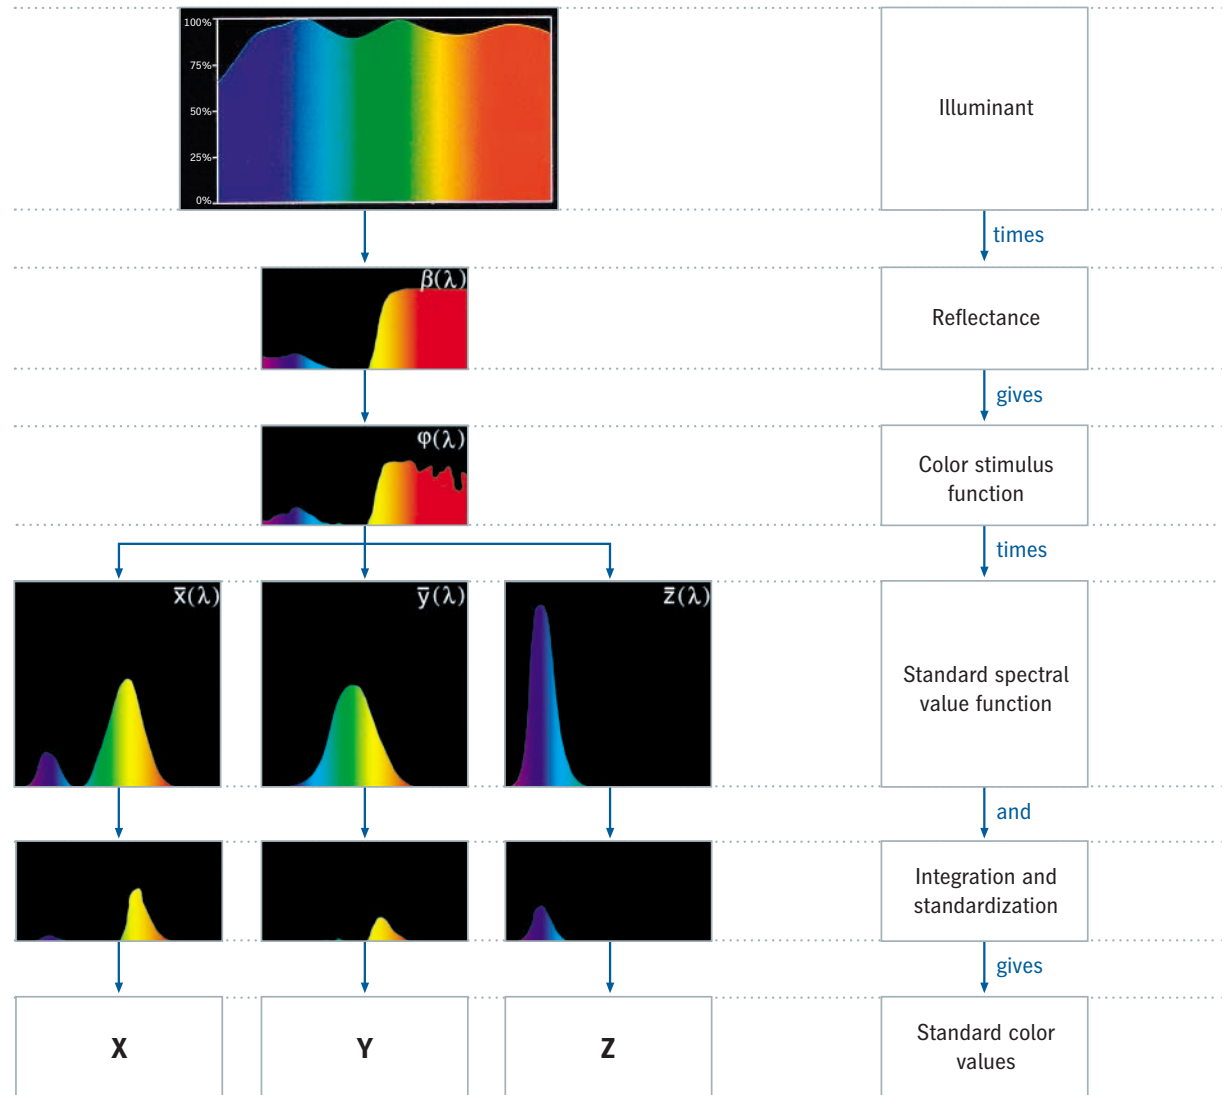 100%
75%
50%
25%
0%
Illuminant
times
β(λ)
Reflectance
gives
φ(λ)
Color stimulus
function
times
x̅(λ)
y̅(λ)
z̅(λ)
Standard spectral
value function
and
Integration and
standardization
gives
X
Y
Z
Standard color
values